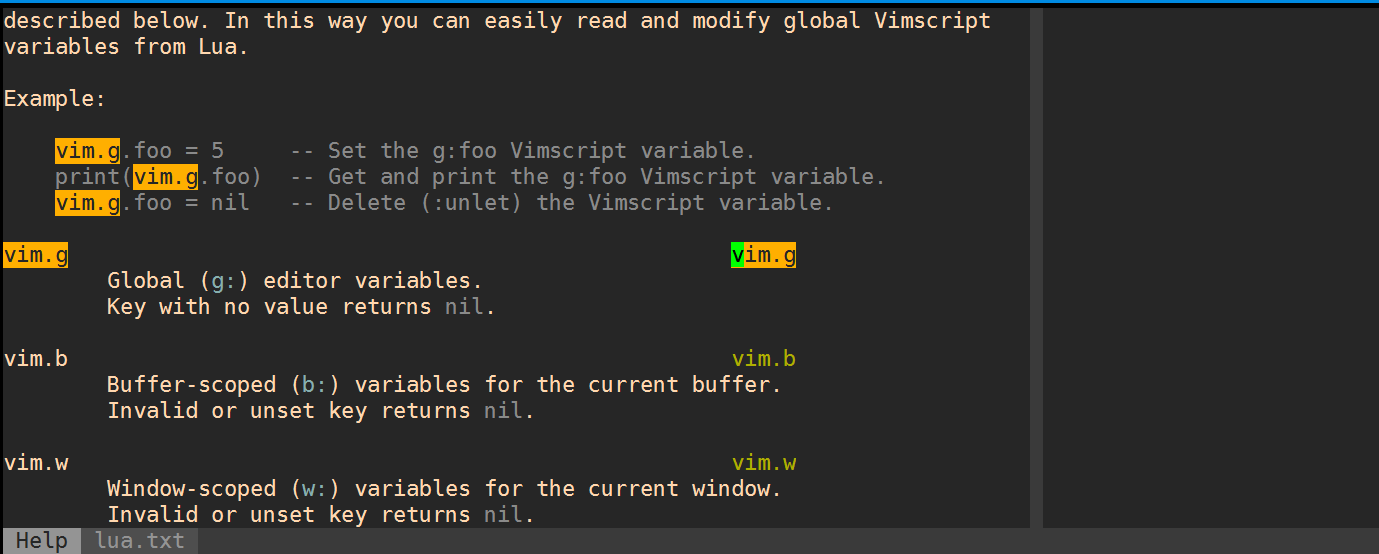 described below. In this way you can easily read and modify global Vimscript
variables from Lua.
Example:
vim.g.foo = 5     -- Set the g:foo Vimscript variable.
print(vim.g.foo)  -- Get and print the g:foo Vimscript variable.
vim.g.foo = nil   -- Delete (:unlet) the Vimscript variable.
vim.g vim.g
Global (g:) editor variables.
Key with no value returns nil.
vim.b vim.b
Buffer-scoped (b:) variables for the current buffer.
Invalid or unset key returns nil.
vim.w vim.w
Window-scoped (w:) variables for the current window.
Invalid or unset key returns nil.
Help lua.txt